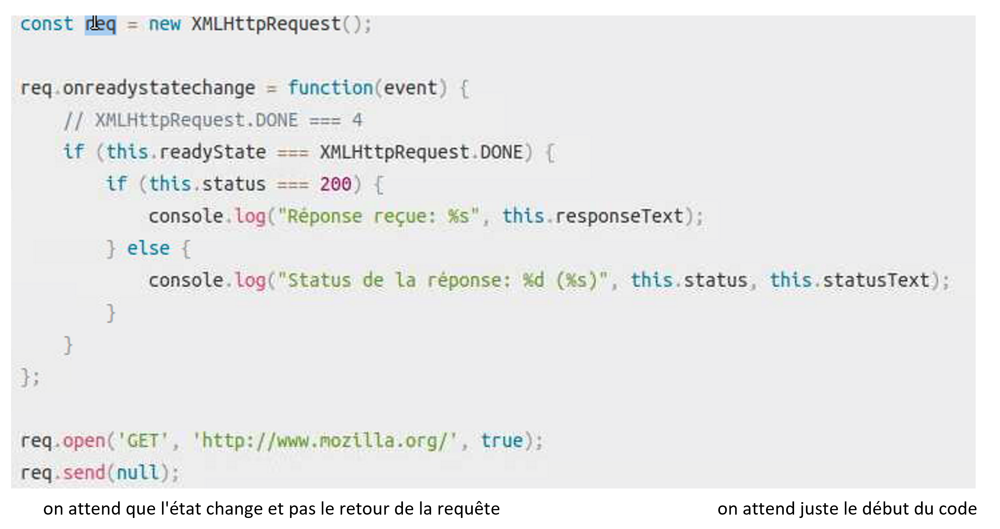 const req = new XMLHttpRequest();
req.onreadystatechange = function(event) {
// XMLHttpRequest.DONE === 4
if (this.readyState === XMLHttpRequest.DONE) {
if (this.status === 200) {
console.log("Réponse reçue: %s", this.responseText);
} else {
console.log("Status de la réponse: %d (%s)", this.status, this.statusText);
}
}
};
req.open('GET', 'http://www.mozilla.org/', true);
req.send(null);
on attend que l'état change et pas le retour de la requête
on attend juste le début du code